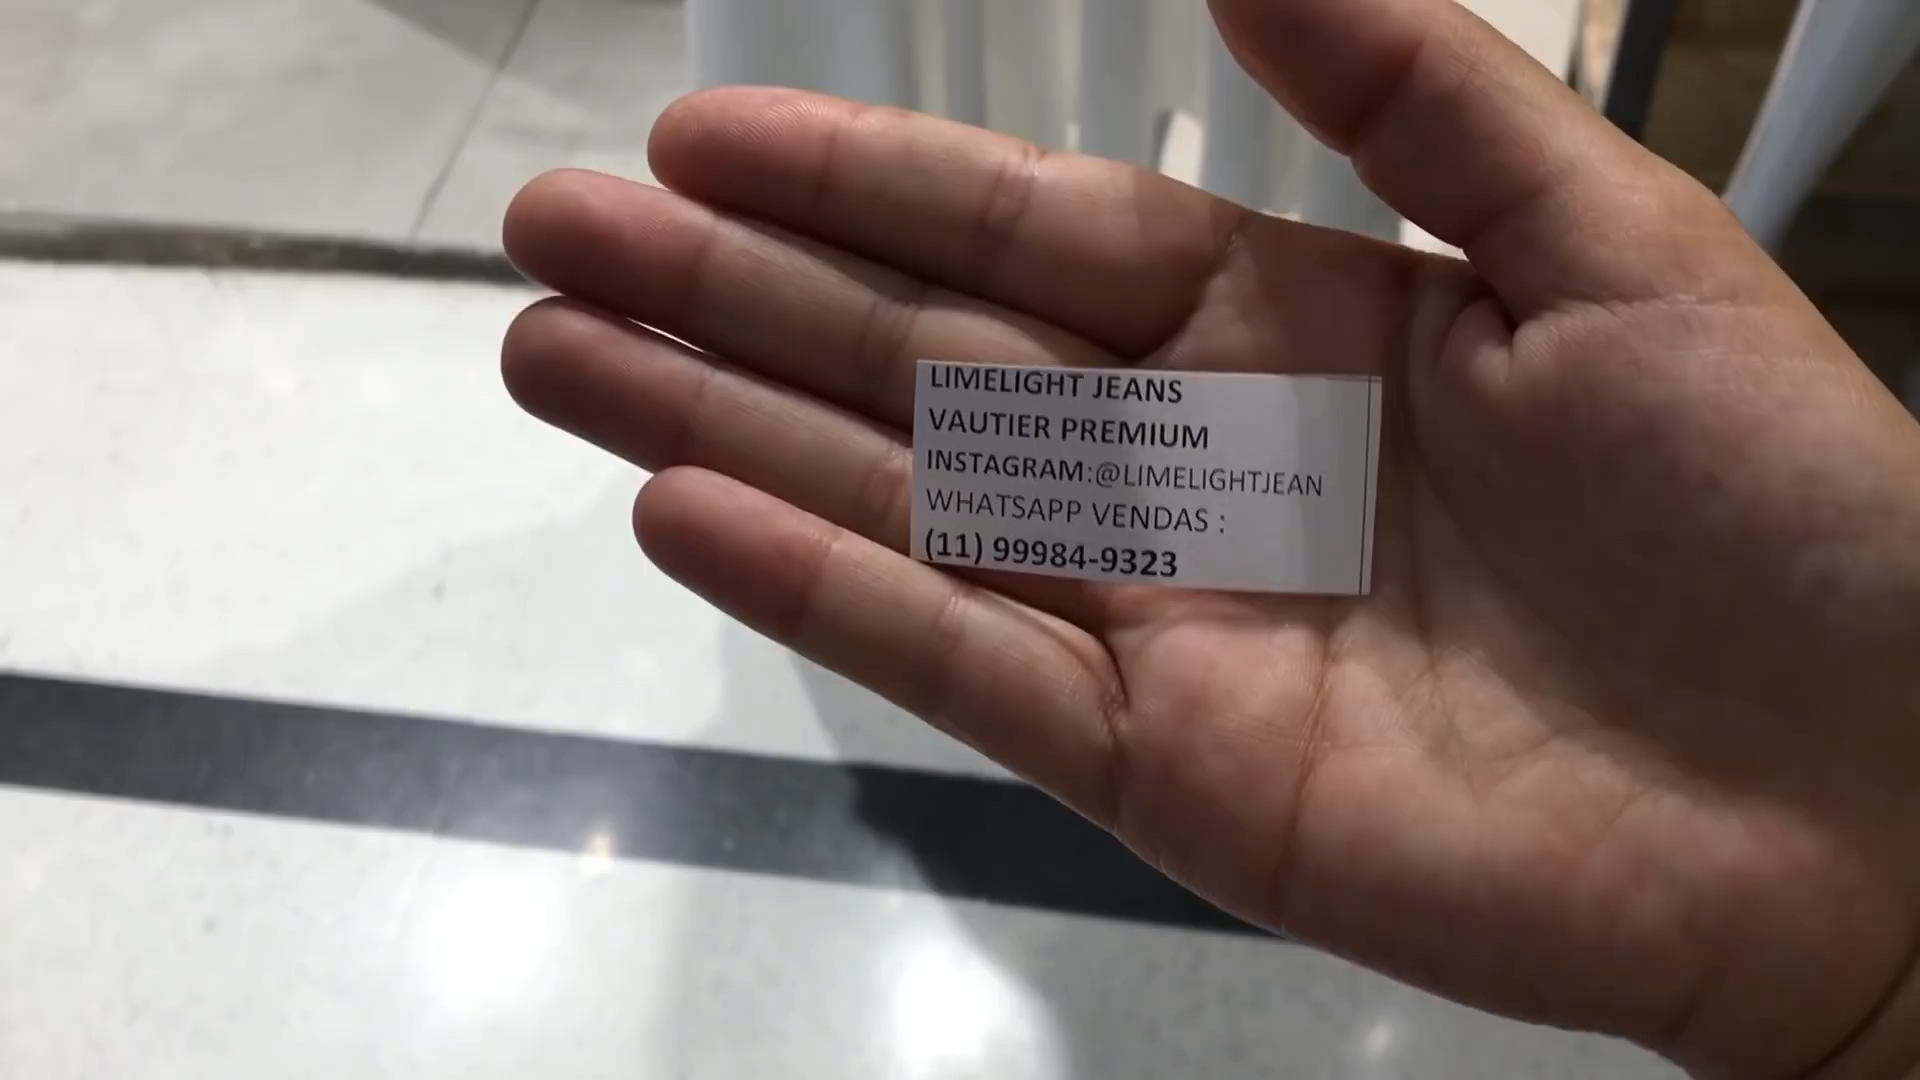 LIMELIGHT JEANS
VAUTIER PREMIUM
INSTAGRAM:@LIMELIGHTJEAN
WHATSAPP VENDAS :
(11) 99984-9323